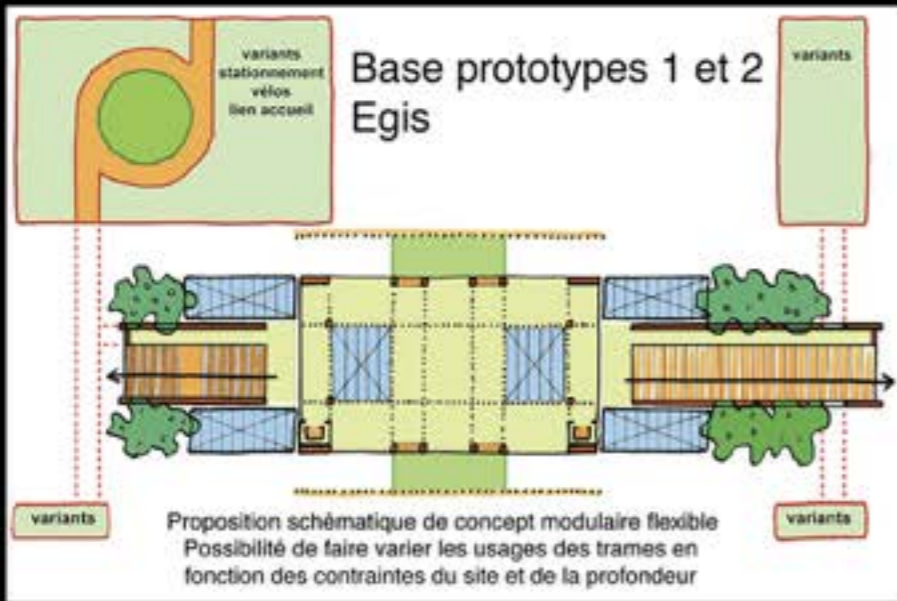 variants
stationnement
vélos
lien accueil
Base prototypes 1 et 2
Egis
variants
variants
variants
Proposition schèmatique de concept modulaire flexible
Possibilité de faire varier les usages des trames en
fonction des contraintes du site et de la profondeur